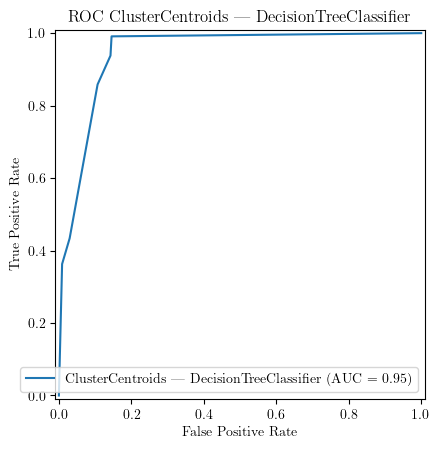 ROC ClusterCentroids — DecisionTreeClassifier
1.0
0.8
0.6
0.4
0.2
0.0
True Positive Rate
ClusterCentroids — DecisionTreeClassifier (AUC = 0.95)
0.0 0.2 0.4 0.6 0.8 1.0
False Positive Rate